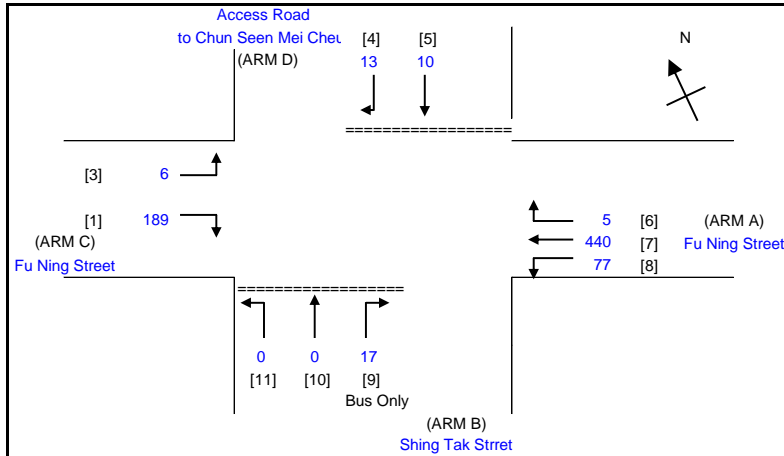 Access Road
to Chun Seen Mei Cheu
(ARM D)
[4] [5]
13 10
N
=================
[3] 6
[1] 189
(ARM C)
Fu Ning Street
5 [6] (ARM A)
440 [7] Fu Ning Street
77 [8]
=================
0 0 17
[11] [10] [9]
Bus Only
(ARM B)
Shing Tak Strret